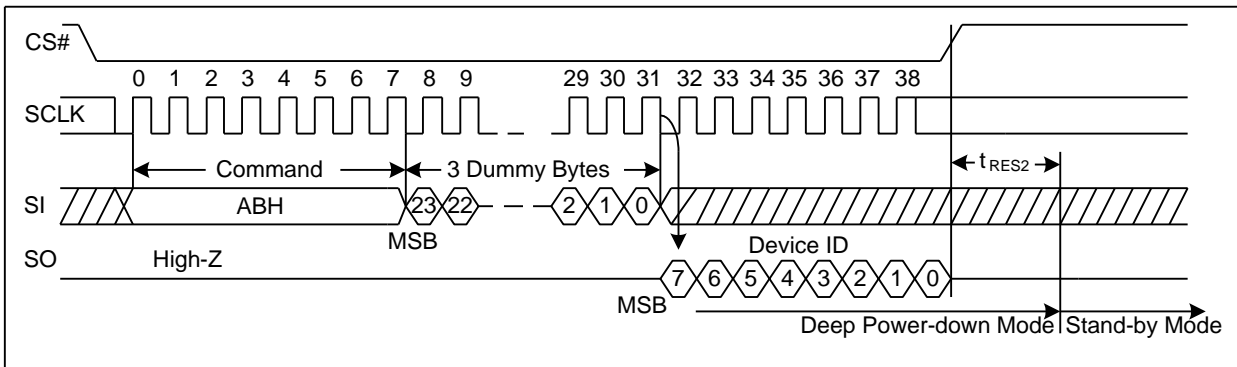 CS#
0 1 2 3 4 5 6 7 8 9 29 30 31 32 33 34 35 36 37 38
SCLK
Command 3 Dummy Bytes tRES2
SI ABH 23 22 2 1 0
MSB
SO High-Z Device ID
7 6 5 4 3 2 1 0
MSB
Deep Power-down Mode Stand-by Mode